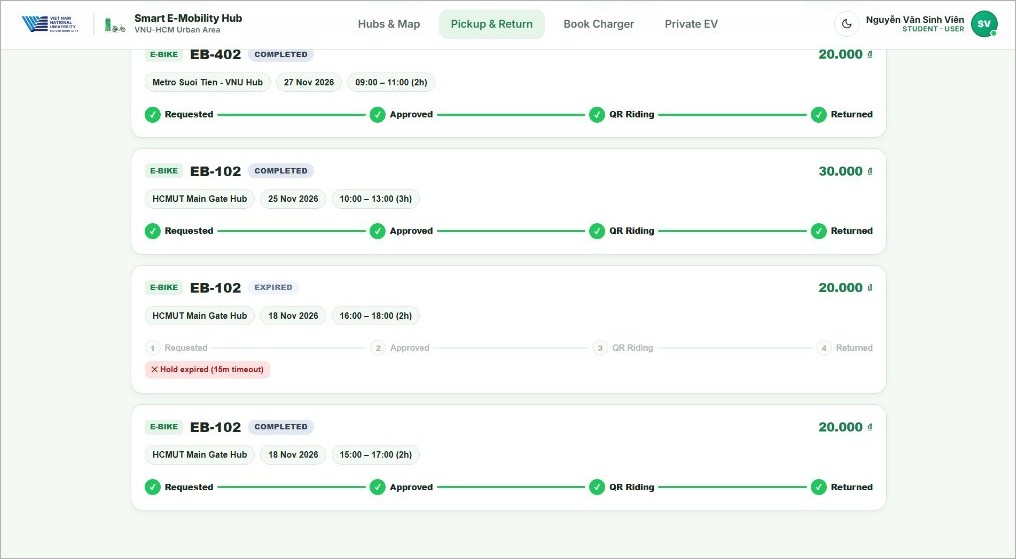 VIET NAM
NATIONAL
UNIVERSITY
Smart E-Mobility Hub
VNU-HCM Urban Area
Hubs & Map
Pickup & Return
Book Charger
Private EV
Nguyễn Văn Sinh Viên
STUDENT · USER
SV
E-BIKE EB-402 COMPLETED 20.000 ₫
Metro Suoi Tien - VNU Hub 27 Nov 2026 09:00 – 11:00 (2h)
✓ Requested ✓ Approved ✓ QR Riding ✓ Returned
E-BIKE EB-102 COMPLETED 30.000 ₫
HCMUT Main Gate Hub 25 Nov 2026 10:00 – 13:00 (3h)
✓ Requested ✓ Approved ✓ QR Riding ✓ Returned
E-BIKE EB-102 EXPIRED 20.000 ₫
HCMUT Main Gate Hub 18 Nov 2026 16:00 – 18:00 (2h)
1 Requested 2 Approved 3 QR Riding 4 Returned
✕ Hold expired (15m timeout)
E-BIKE EB-102 COMPLETED 20.000 ₫
HCMUT Main Gate Hub 18 Nov 2026 15:00 – 17:00 (2h)
✓ Requested ✓ Approved ✓ QR Riding ✓ Returned